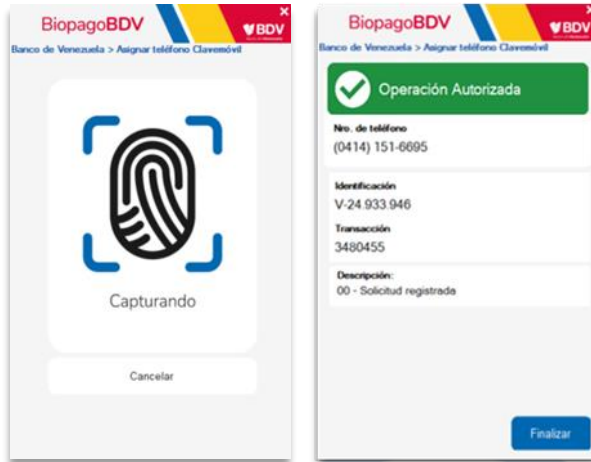 BiopagoBDV
BDV
Banco de Venezuela > Asignar teléfono Clavemóvil
Capturando
Cancelar
BiopagoBDV
BDV
Banco de Venezuela > Asignar teléfono Clavemóvil
Operación Autorizada
Nro. de teléfono
(0414) 151-6695
Identificación
V-24.933.946
Transacción
3480455
Descripción:
00 - Solicitud registrada
Finalizar